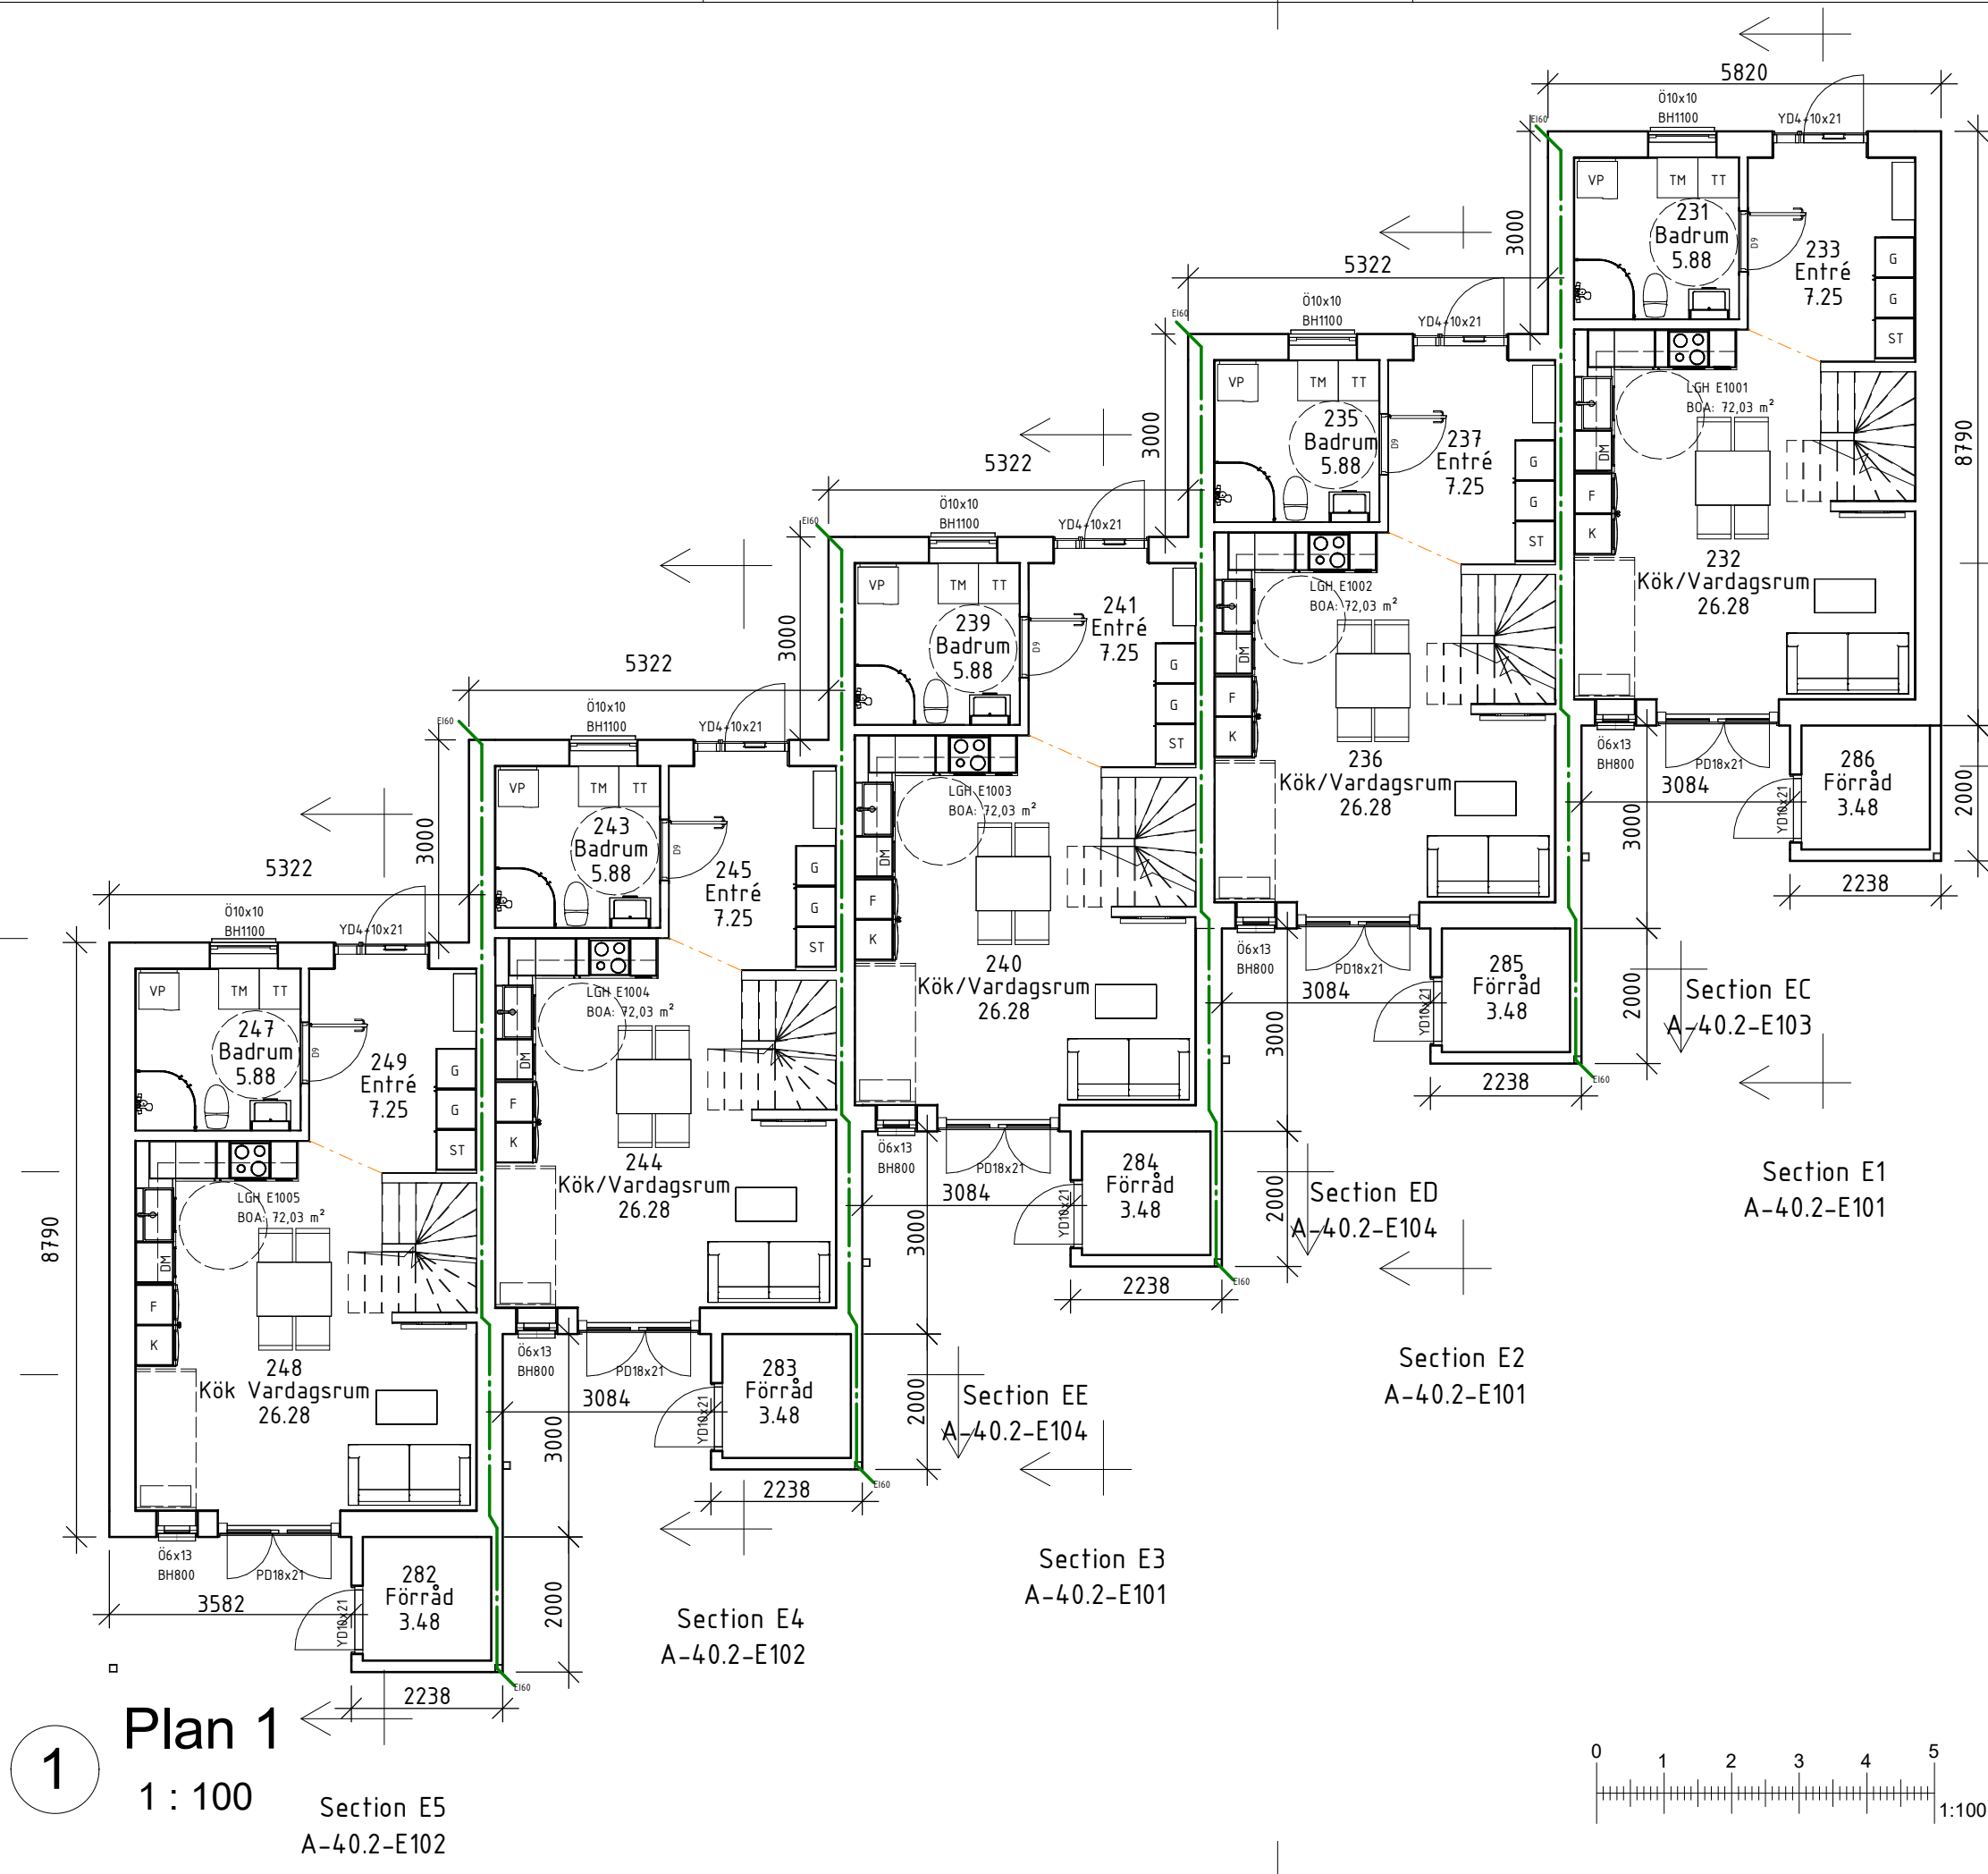 5820
Ö10x10
BH1100
YD4+10x21
EI60
3000
VP
TM
TT
231
Badrum
5.88
D9
233
Entré
7.25
G
G
ST
LGH E1001
BOA: 72,03 m²
DM
F
K
232
Kök/Vardagsrum
26.28
8790
Ö6x13
BH800
PD18x21
3084
YD10x21
286
Förråd
3.48
2000
2238
5322
Ö10x10
BH1100
YD4+10x21
EI60
3000
VP
TM
TT
235
Badrum
5.88
D9
237
Entré
7.25
G
G
ST
LGH E1002
BOA: 72,03 m²
DM
F
K
236
Kök/Vardagsrum
26.28
Ö6x13
BH800
PD18x21
3084
YD10x21
285
Förråd
3.48
3000
2000
2238
EI60
5322
Ö10x10
BH1100
YD4+10x21
EI60
3000
VP
TM
TT
239
Badrum
5.88
D9
241
Entré
7.25
G
G
ST
LGH E1003
BOA: 72,03 m²
DM
F
K
240
Kök/Vardagsrum
26.28
Ö6x13
BH800
PD18x21
3084
YD10x21
284
Förråd
3.48
3000
2000
2238
EI60
5322
Ö10x10
BH1100
YD4+10x21
EI60
3000
VP
TM
TT
243
Badrum
5.88
D9
245
Entré
7.25
G
G
ST
LGH E1004
BOA: 72,03 m²
DM
F
K
244
Kök/Vardagsrum
26.28
Ö6x13
BH800
PD18x21
3084
YD10x21
283
Förråd
3.48
3000
2000
2238
EI60
5322
Ö10x10
BH1100
YD4+10x21
VP
TM
TT
247
Badrum
5.88
D9
249
Entré
7.25
G
G
ST
LGH E1005
BOA: 72,03 m²
DM
F
K
248
Kök Vardagsrum
26.28
8790
Ö6x13
BH800
PD18x21
3582
YD10x21
282
Förråd
3.48
3000
2000
2238
EI60
Section EC
A-40.2-E103
Section E1
A-40.2-E101
Section ED
A-40.2-E104
Section E2
A-40.2-E101
Section EE
A-40.2-E104
Section E3
A-40.2-E101
Section E4
A-40.2-E102
1
Plan 1
1 : 100
Section E5
A-40.2-E102
0 1 2 3 4 5
1:100